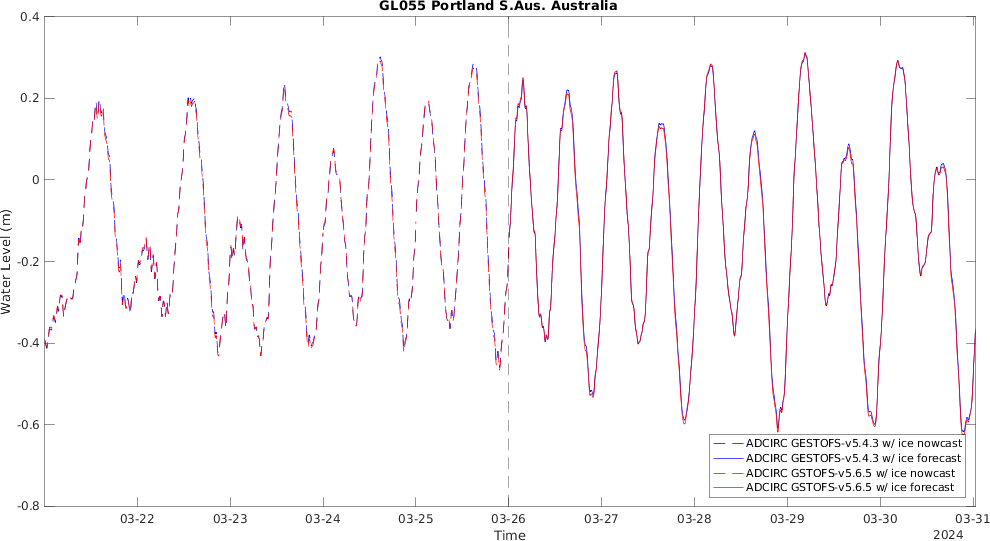 GL055 Portland S.Aus. Australia
0.4
0.2
0
-0.2
-0.4
-0.6
-0.8
Water Level (m)
ADCIRC GESTOFS-v5.4.3 w/ ice nowcast
ADCIRC GESTOFS-v5.4.3 w/ ice forecast
ADCIRC GSTOFS-v5.6.5 w/ ice nowcast
ADCIRC GSTOFS-v5.6.5 w/ ice forecast
03-22 03-23 03-24 03-25 03-26 03-27 03-28 03-29 03-30 03-31
Time
2024